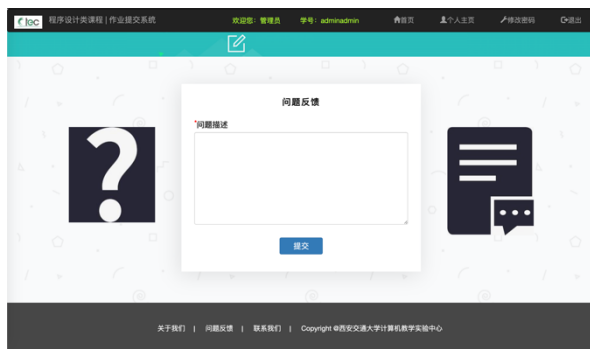 Clec 程序设计类课程 | 作业提交系统 欢迎您：管理员 学号：adminadmin 首页 个人主页 修改密码 退出
问题反馈
*问题描述
提交
关于我们 | 问题反馈 | 联系我们 | Copyright @西安交通大学计算机教学实验中心